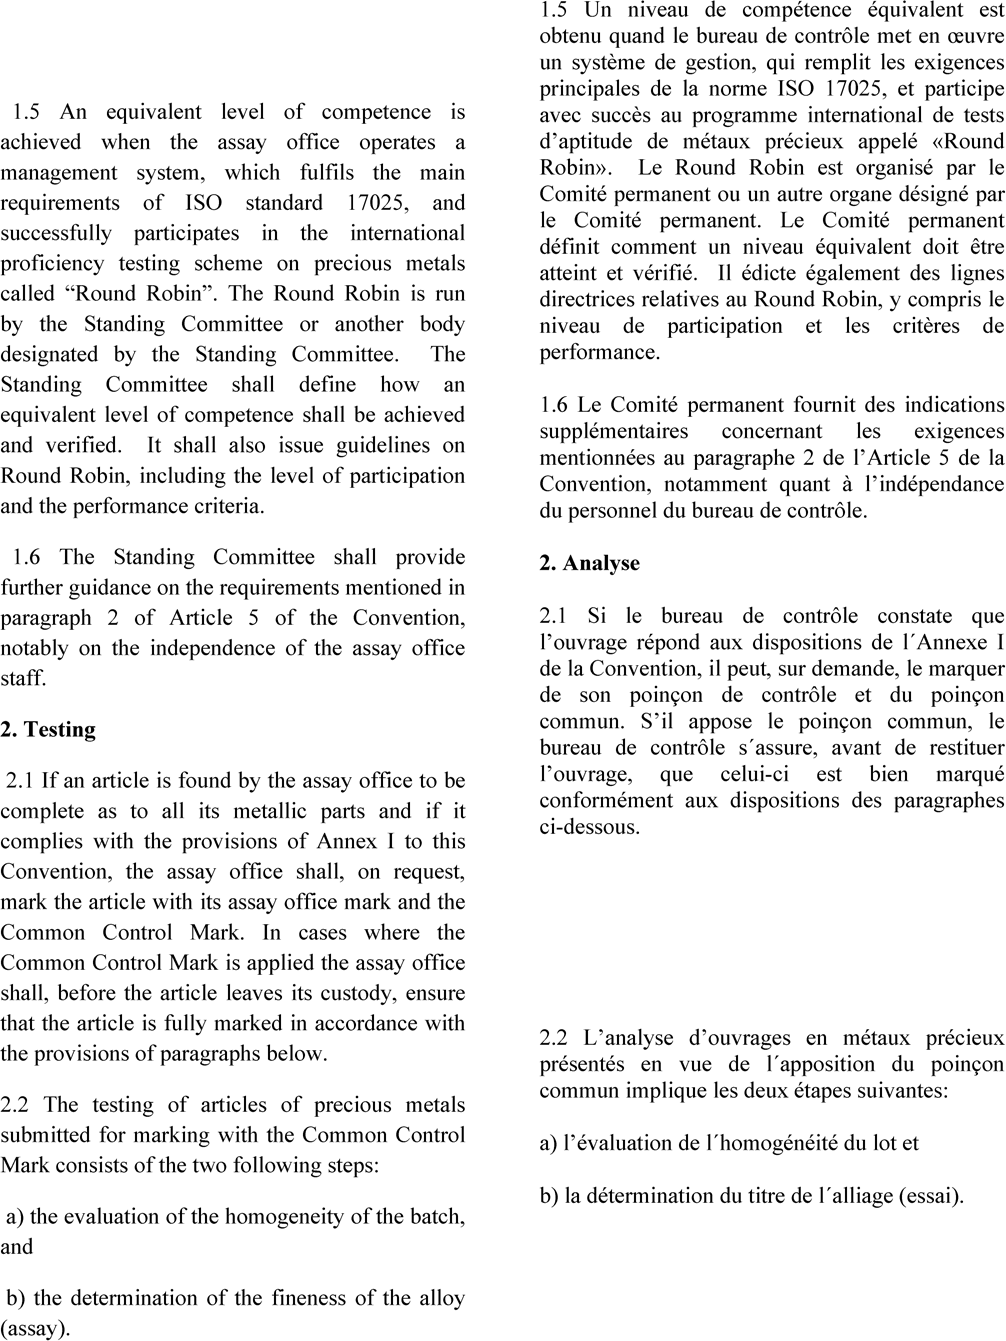 1.5 An equivalent level of competence is
achieved when the assay office operates a
management system, which fulfils the main
requirements of ISO standard 17025, and
successfully participates in the international
proficiency testing scheme on precious metals
called “Round Robin”. The Round Robin is run
by the Standing Committee or another body
designated by the Standing Committee. The
Standing Committee shall define how an
equivalent level of competence shall be achieved
and verified. It shall also issue guidelines on
Round Robin, including the level of participation
and the performance criteria.
1.6 The Standing Committee shall provide
further guidance on the requirements mentioned in
paragraph 2 of Article 5 of the Convention,
notably on the independence of the assay office
staff.
2. Testing
2.1 If an article is found by the assay office to be
complete as to all its metallic parts and if it
complies with the provisions of Annex I to this
Convention, the assay office shall, on request,
mark the article with its assay office mark and the
Common Control Mark. In cases where the
Common Control Mark is applied the assay office
shall, before the article leaves its custody, ensure
that the article is fully marked in accordance with
the provisions of paragraphs below.
2.2 The testing of articles of precious metals
submitted for marking with the Common Control
Mark consists of the two following steps:
a) the evaluation of the homogeneity of the batch,
and
b) the determination of the fineness of the alloy
(assay).
1.5 Un niveau de compétence équivalent est
obtenu quand le bureau de contrôle met en œuvre
un système de gestion, qui remplit les exigences
principales de la norme ISO 17025, et participe
avec succès au programme international de tests
d’aptitude de métaux précieux appelé «Round
Robin». Le Round Robin est organisé par le
Comité permanent ou un autre organe désigné par
le Comité permanent. Le Comité permanent
définit comment un niveau équivalent doit être
atteint et vérifié. Il édicte également des lignes
directrices relatives au Round Robin, y compris le
niveau de participation et les critères de
performance.
1.6 Le Comité permanent fournit des indications
supplémentaires concernant les exigences
mentionnées au paragraphe 2 de l’Article 5 de la
Convention, notamment quant à l’indépendance
du personnel du bureau de contrôle.
2. Analyse
2.1 Si le bureau de contrôle constate que
l’ouvrage répond aux dispositions de l´Annexe I
de la Convention, il peut, sur demande, le marquer
de son poinçon de contrôle et du poinçon
commun. S’il appose le poinçon commun, le
bureau de contrôle s´assure, avant de restituer
l’ouvrage, que celui-ci est bien marqué
conformément aux dispositions des paragraphes
ci-dessous.
2.2 L’analyse d’ouvrages en métaux précieux
présentés en vue de l´apposition du poinçon
commun implique les deux étapes suivantes:
a) l’évaluation de l´homogénéité du lot et
b) la détermination du titre de l´alliage (essai).